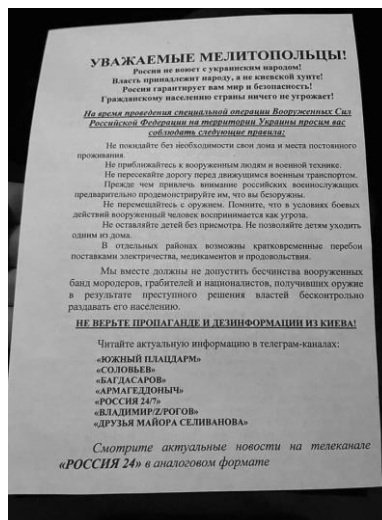 УВАЖАЕМЫЕ МЕЛИТОПОЛЬЦЫ!
Россия не воюет с украинским народом!
Власть принадлежит народу, а не киевской хунте!
Россия гарантирует вам мир и безопасность!
Гражданскому населению страны ничего не угрожает!
На время проведения специальной операции Вооруженных Сил
Российской Федерации на территории Украины просим вас
соблюдать следующие правила:
Не покидайте без необходимости свои дома и места постоянного
проживания.
Не приближайтесь к вооруженным людям и военной технике.
Не пересекайте дорогу перед движущимся военным транспортом.
Прежде чем привлечь внимание российских военнослужащих
предварительно продемонстрируйте им, что вы безоружны.
Не перемещайтесь с оружием. Помните, что в условиях боевых
действий вооруженный человек воспринимается как угроза.
Не оставляйте детей без присмотра. Не позволяйте детям уходить
одним из дома.
В отдельных районах возможны кратковременные перебои
поставками электричества, медикаментов и продовольствия.
Мы вместе должны не допустить бесчинства вооруженных
банд мородеров, грабителей и националистов, получивших оружие
в результате преступного решения властей бесконтрольно
раздавать его населению.
НЕ ВЕРЬТЕ ПРОПАГАНДЕ И ДЕЗИНФОРМАЦИИ ИЗ КИЕВА!
Читайте актуальную информацию в телеграм-каналах:
«ЮЖНЫЙ ПЛАЦДАРМ»
«СОЛОВЬЕВ»
«БАГДАСАРОВ»
«АРМАГЕДДОНЫЧ»
«РОССИЯ 24/7»
«ВЛАДИМИР/Z/РОГОВ»
«ДРУЗЬЯ МАЙОРА СЕЛИВАНОВА»
Смотрите актуальные новости на телеканале
«РОССИЯ 24» в аналоговом формате